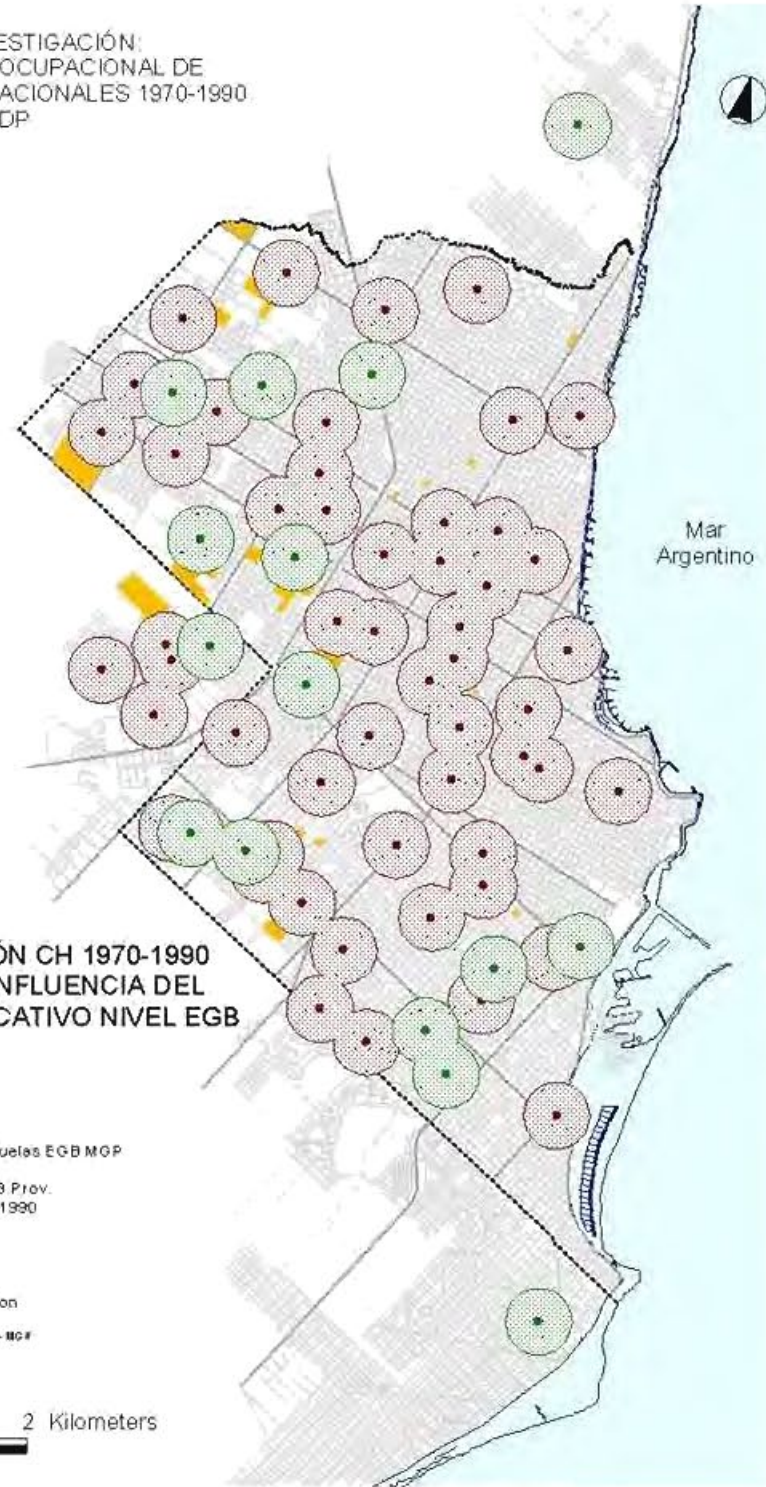 ESTIGACIÓN:
OCUPACIONAL DE
ACIONALES 1970-1990
DP
Mar
Argentino
ÓN CH 1970-1990
NFLUENCIA DEL
CATIVO NIVEL EGB
uelas EGB MGP
Prov.
1990
on
2 Kilometers